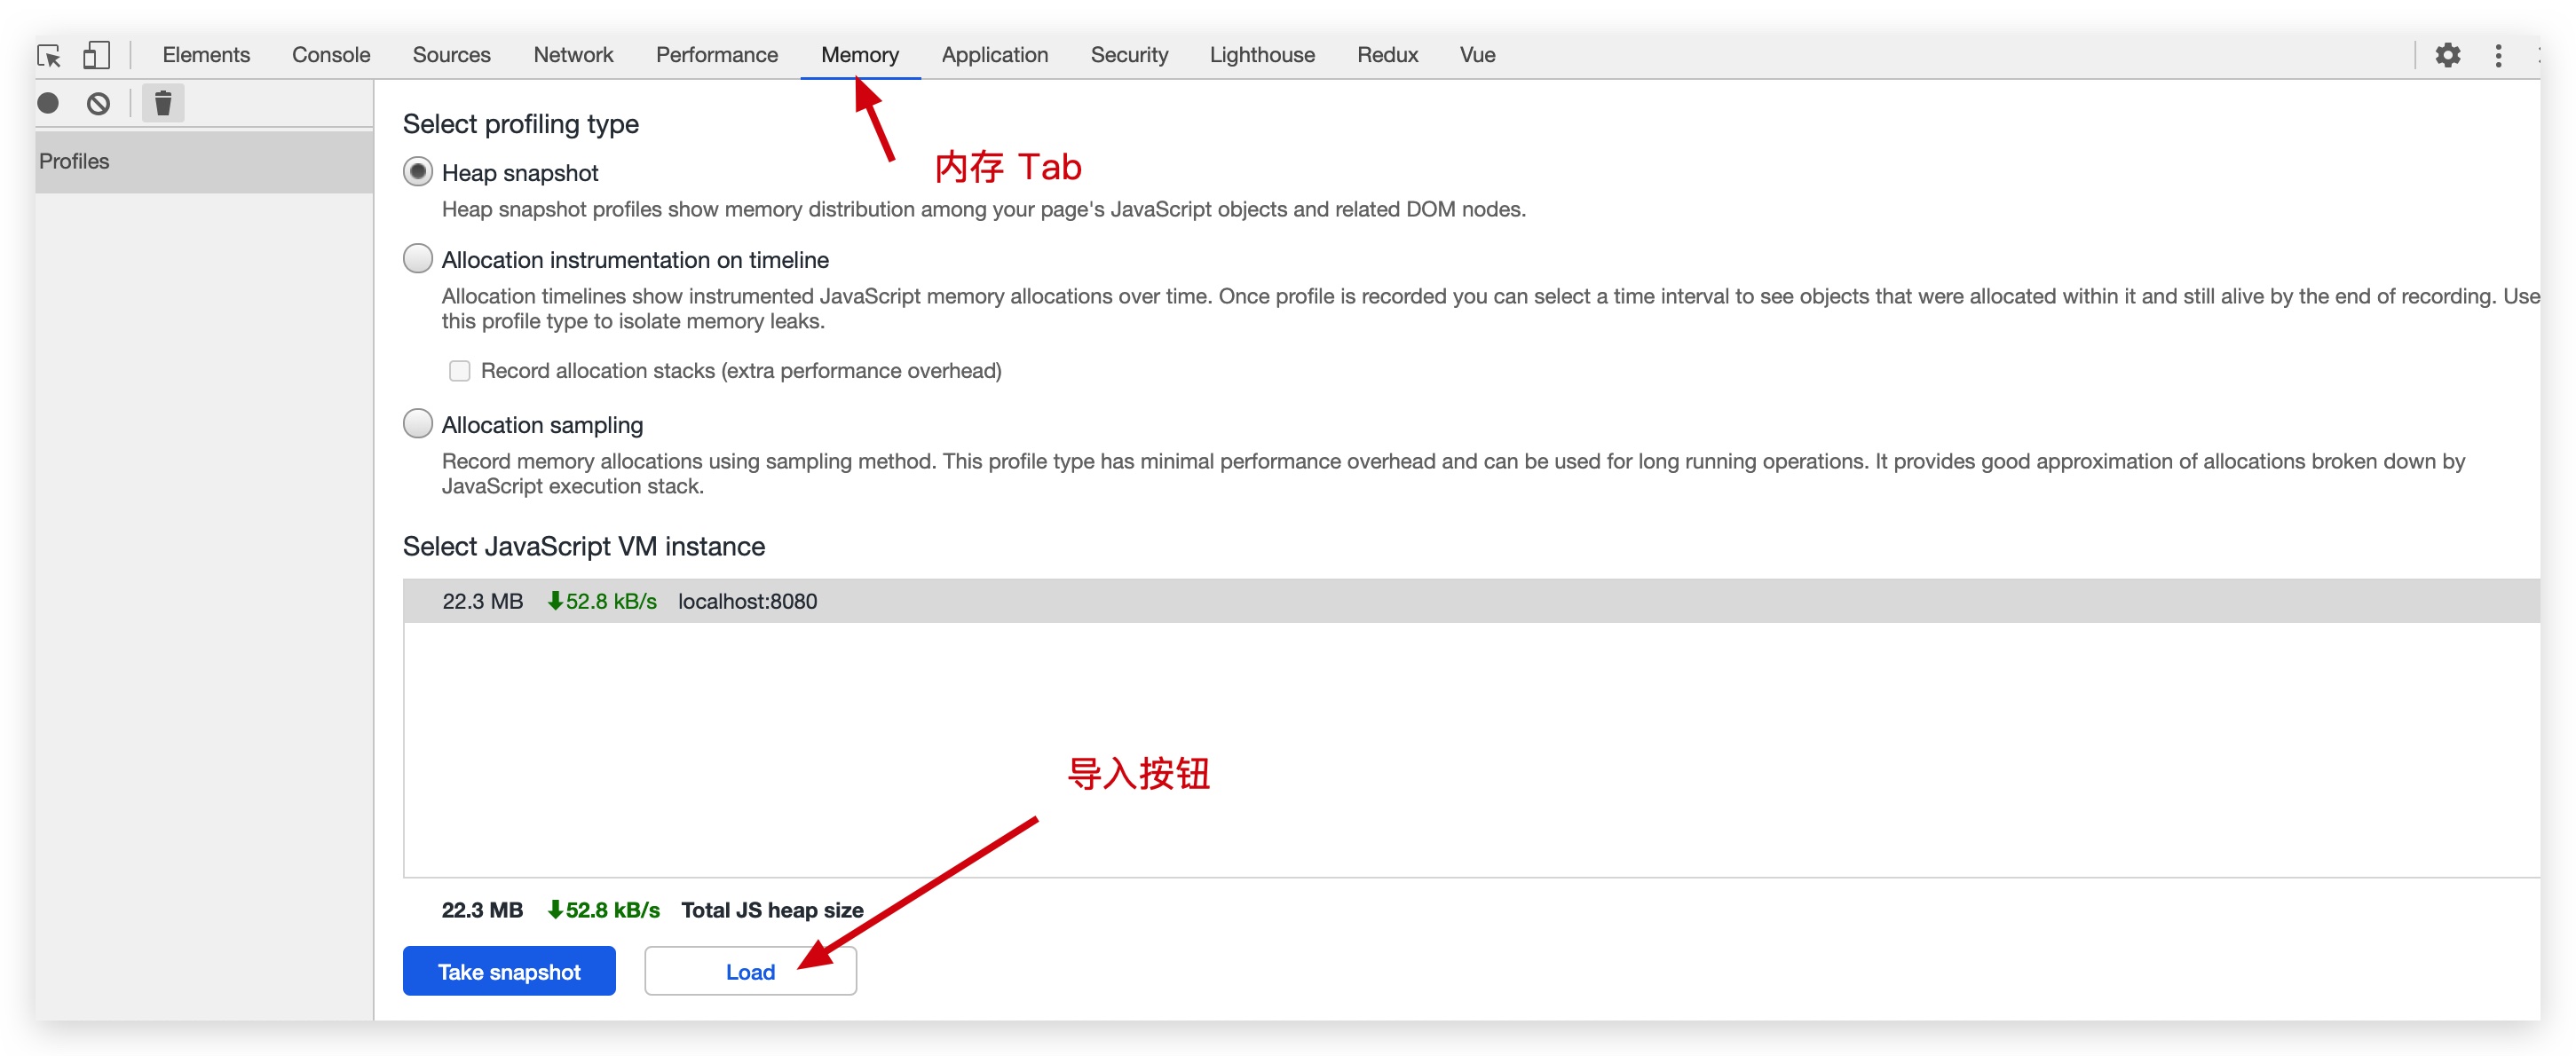 Elements Console Sources Network Performance Memory Application Security Lighthouse Redux Vue
Profiles
Select profiling type
内存 Tab
Heap snapshot
Heap snapshot profiles show memory distribution among your page's JavaScript objects and related DOM nodes.
Allocation instrumentation on timeline
Allocation timelines show instrumented JavaScript memory allocations over time. Once profile is recorded you can select a time interval to see objects that were allocated within it and still alive by the end of recording. Use
this profile type to isolate memory leaks.
Record allocation stacks (extra performance overhead)
Allocation sampling
Record memory allocations using sampling method. This profile type has minimal performance overhead and can be used for long running operations. It provides good approximation of allocations broken down by
JavaScript execution stack.
Select JavaScript VM instance
22.3 MB 52.8 kB/s localhost:8080
导入按钮
22.3 MB 52.8 kB/s Total JS heap size
Take snapshot Load